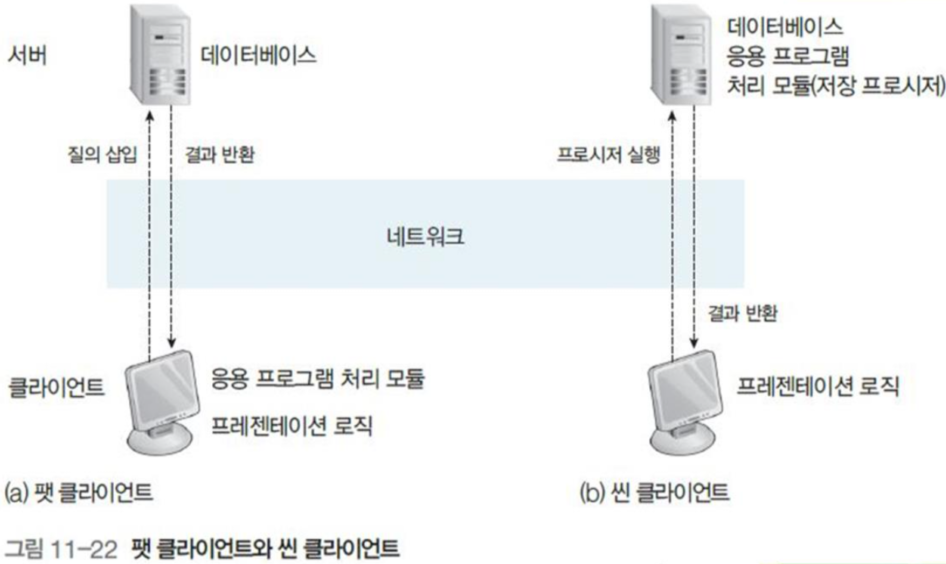 서버
데이터베이스
데이터베이스
응용 프로그램
처리 모듈(저장 프로시저)
질의 삽입
결과 반환
프로시저 실행
네트워크
결과 반환
클라이언트
응용 프로그램 처리 모듈
프레젠테이션 로직
프레젠테이션 로직
(a) 팻 클라이언트
(b) 씬 클라이언트
그림 11-22 팻 클라이언트와 씬 클라이언트